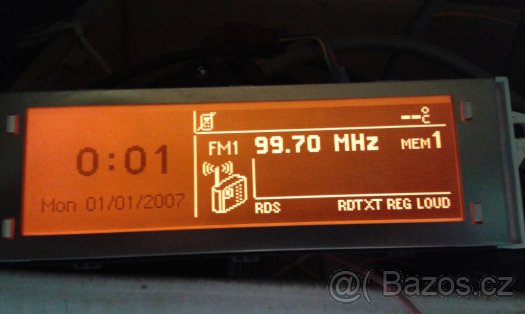 --°C
FM1 99.70 MHz MEM1
0:01
Mon 01/01/2007
RDS RDTXT REG LOUD
@( Bazos.cz